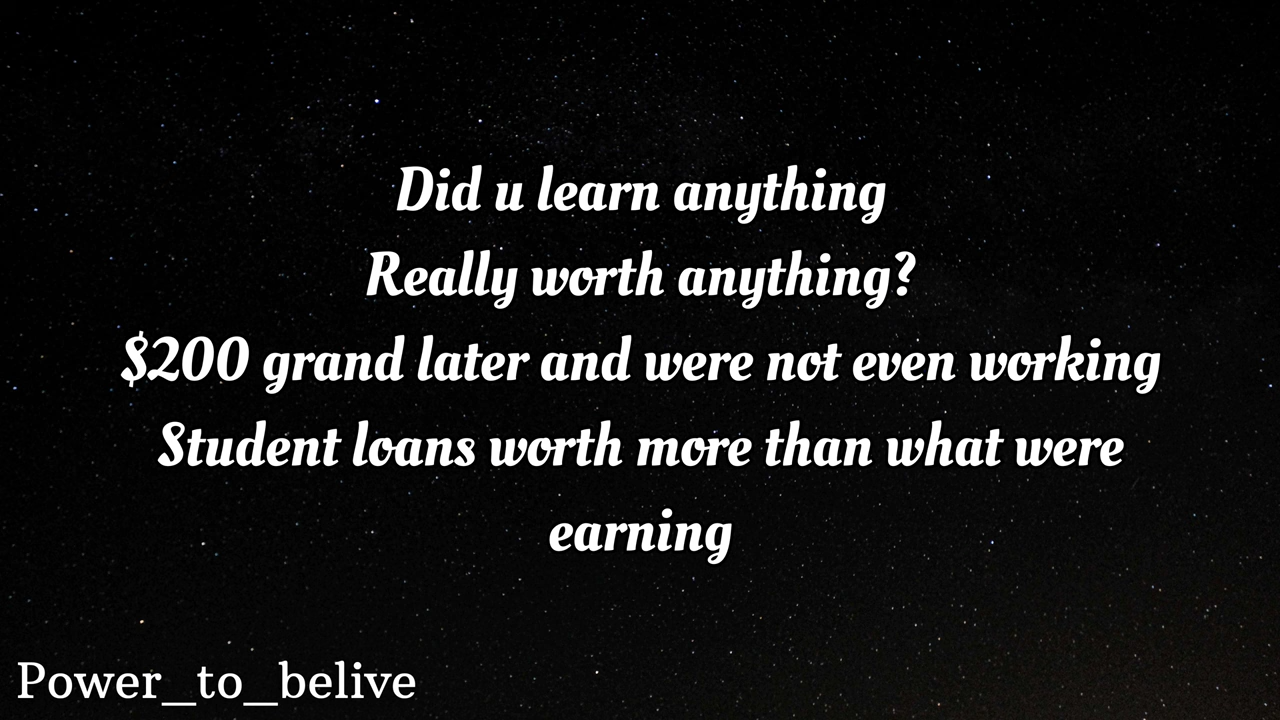 Did u learn anything
Really worth anything?
$200 grand later and were not even working
Student loans worth more than what were
earning
Power_to_belive